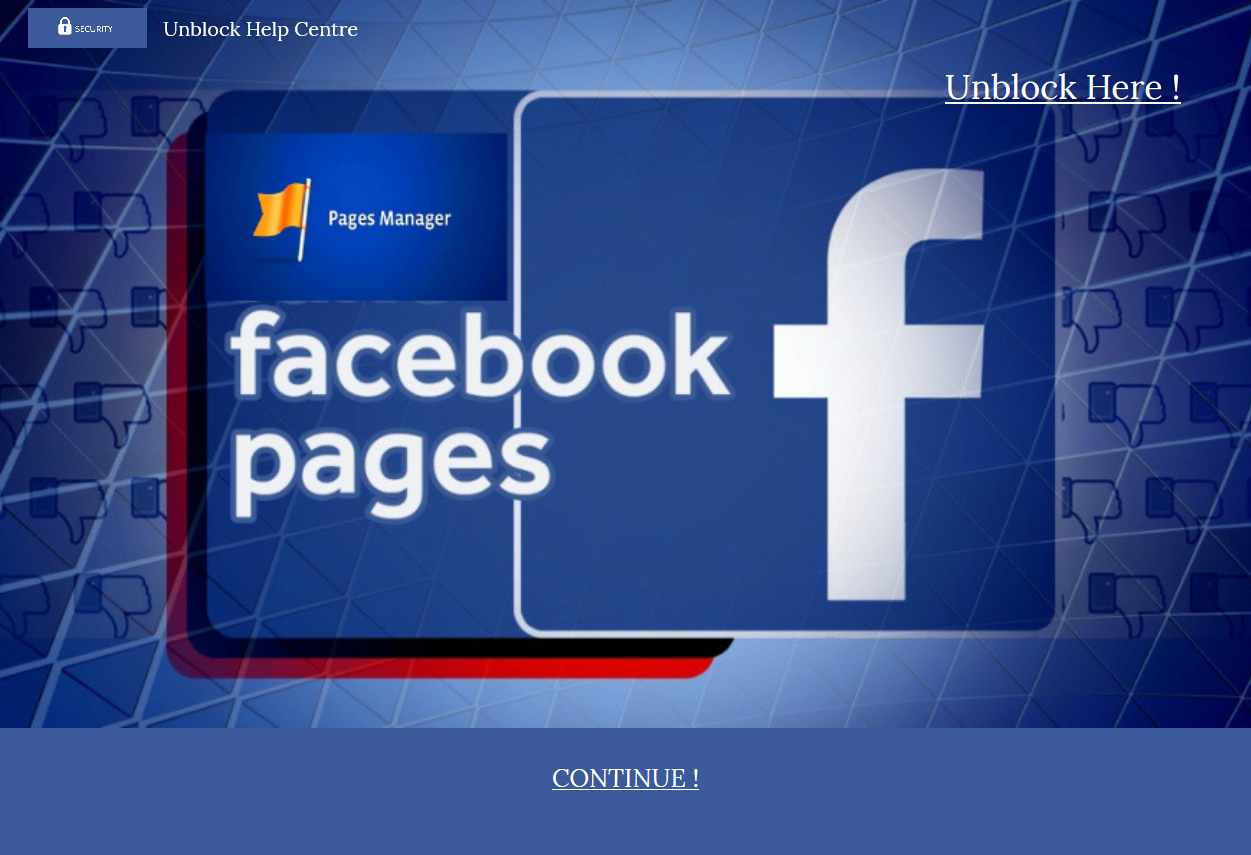 SECURITY
Unblock Help Centre
Unblock Here !
Pages Manager
facebook
pages
f
CONTINUE !